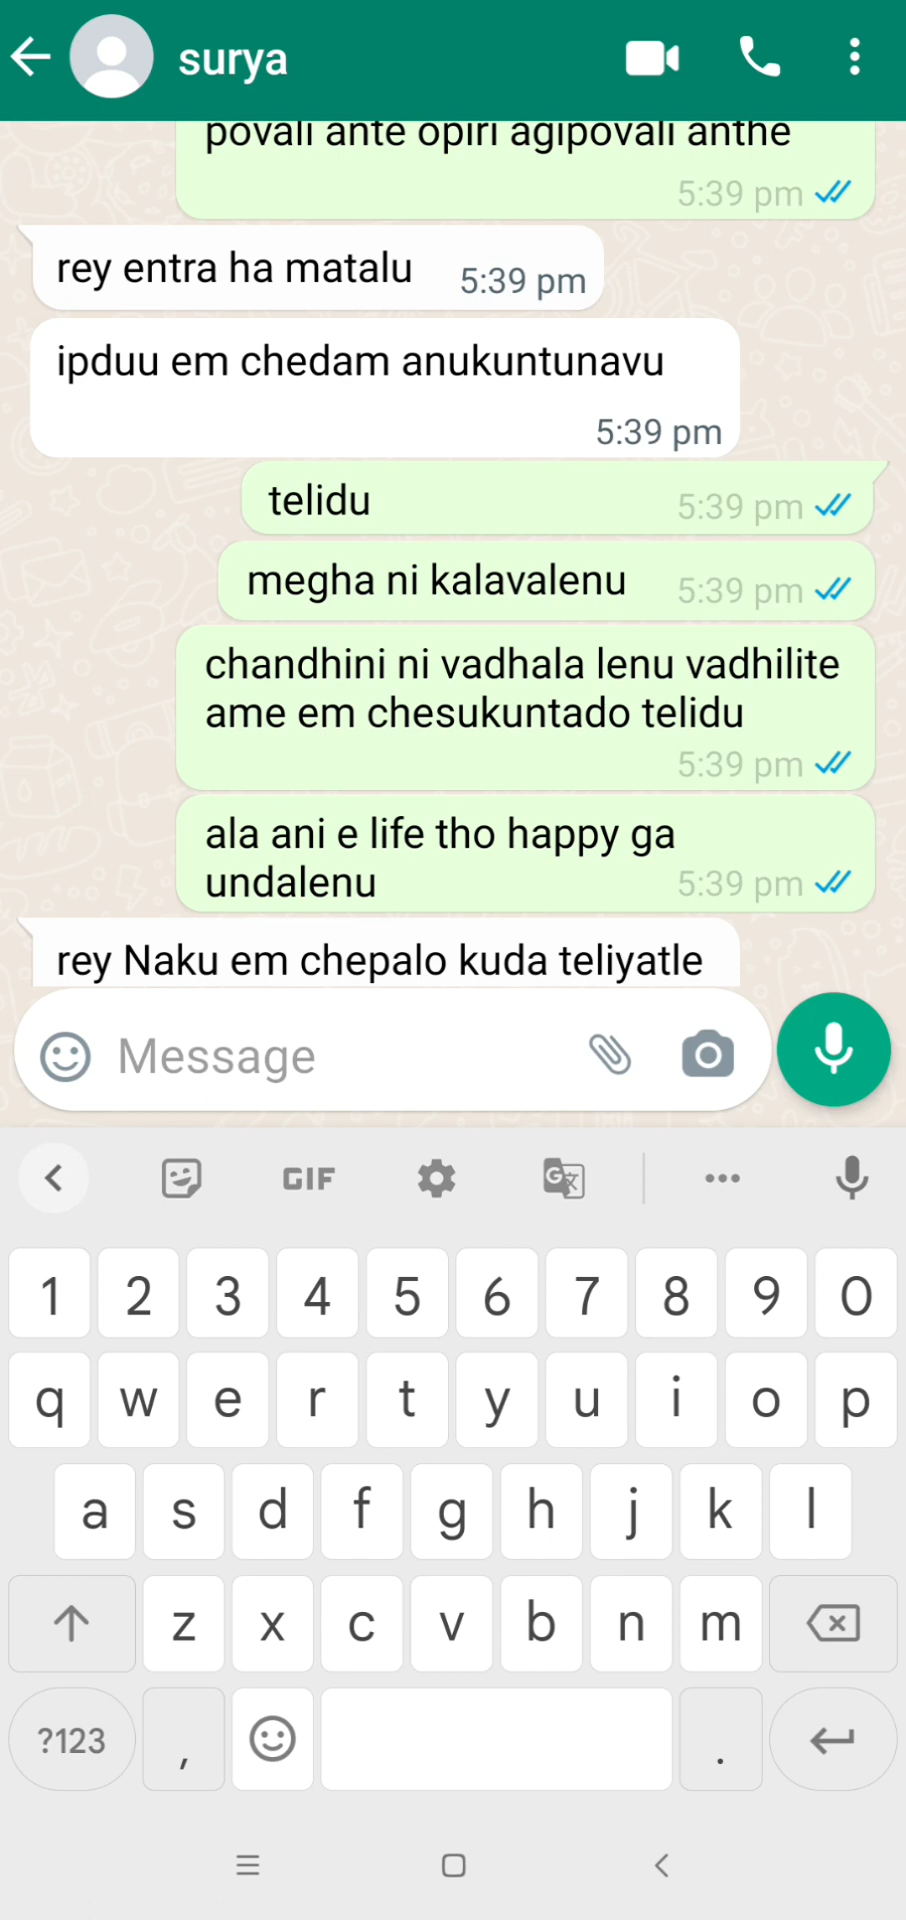 surya
povali ante opiri agipovali anthe
5:39 pm
rey entra ha matalu 5:39 pm
ipduu em chedam anukuntunavu
5:39 pm
telidu 5:39 pm
megha ni kalavalenu 5:39 pm
chandhini ni vadhala lenu vadhilite
ame em chesukuntado telidu
5:39 pm
ala ani e life tho happy ga
undalenu 5:39 pm
rey Naku em chepalo kuda teliyatle
Message
GIF
1 2 3 4 5 6 7 8 9 0
q w e r t y u i o p
a s d f g h j k l
z x c v b n m
?123 , .